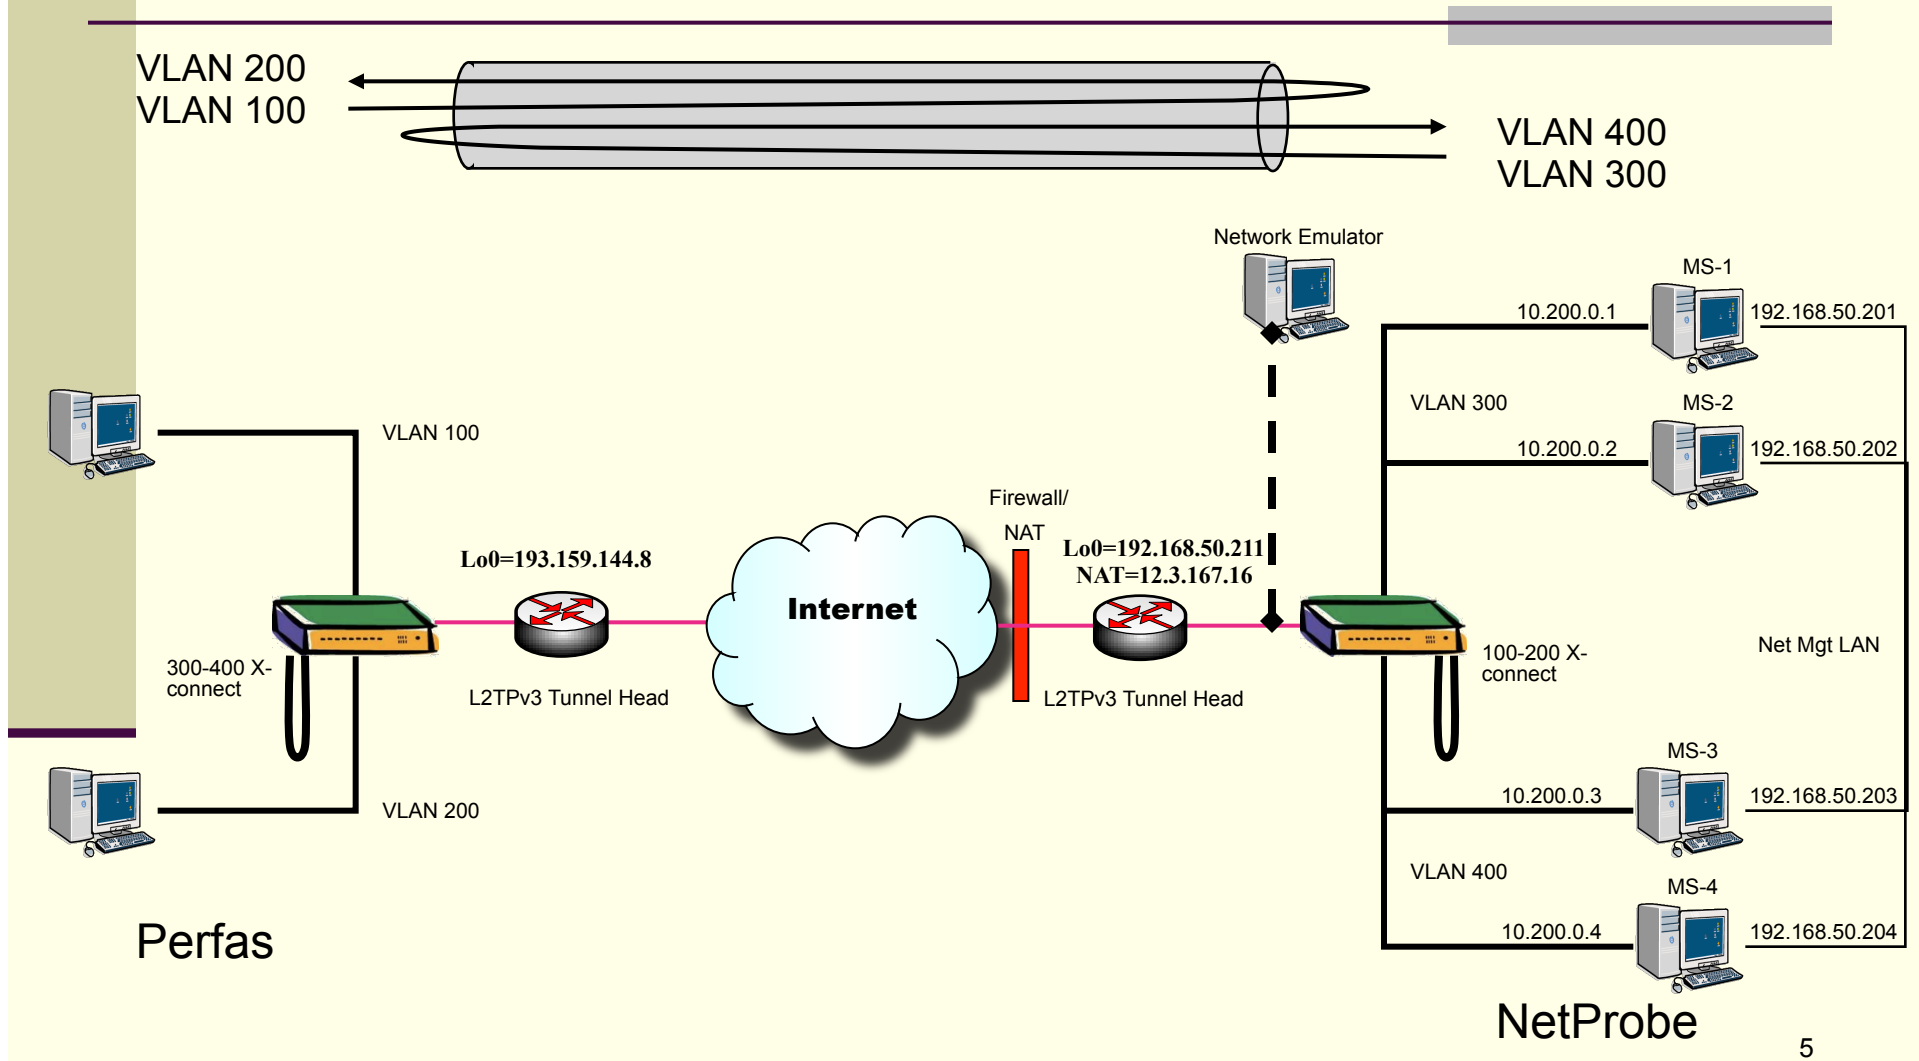 VLAN 200
VLAN 100
VLAN 400
VLAN 300
Network Emulator
MS-1
10.200.0.1
192.168.50.201
VLAN 300
MS-2
10.200.0.2
192.168.50.202
VLAN 100
Firewall/
NAT
Lo0=193.159.144.8
Lo0=192.168.50.211
NAT=12.3.167.16
Internet
300-400 X-
connect
L2TPv3 Tunnel Head
L2TPv3 Tunnel Head
100-200 X-
connect
Net Mgt LAN
MS-3
10.200.0.3
192.168.50.203
VLAN 200
VLAN 400
MS-4
10.200.0.4
192.168.50.204
Perfas
NetProbe
5